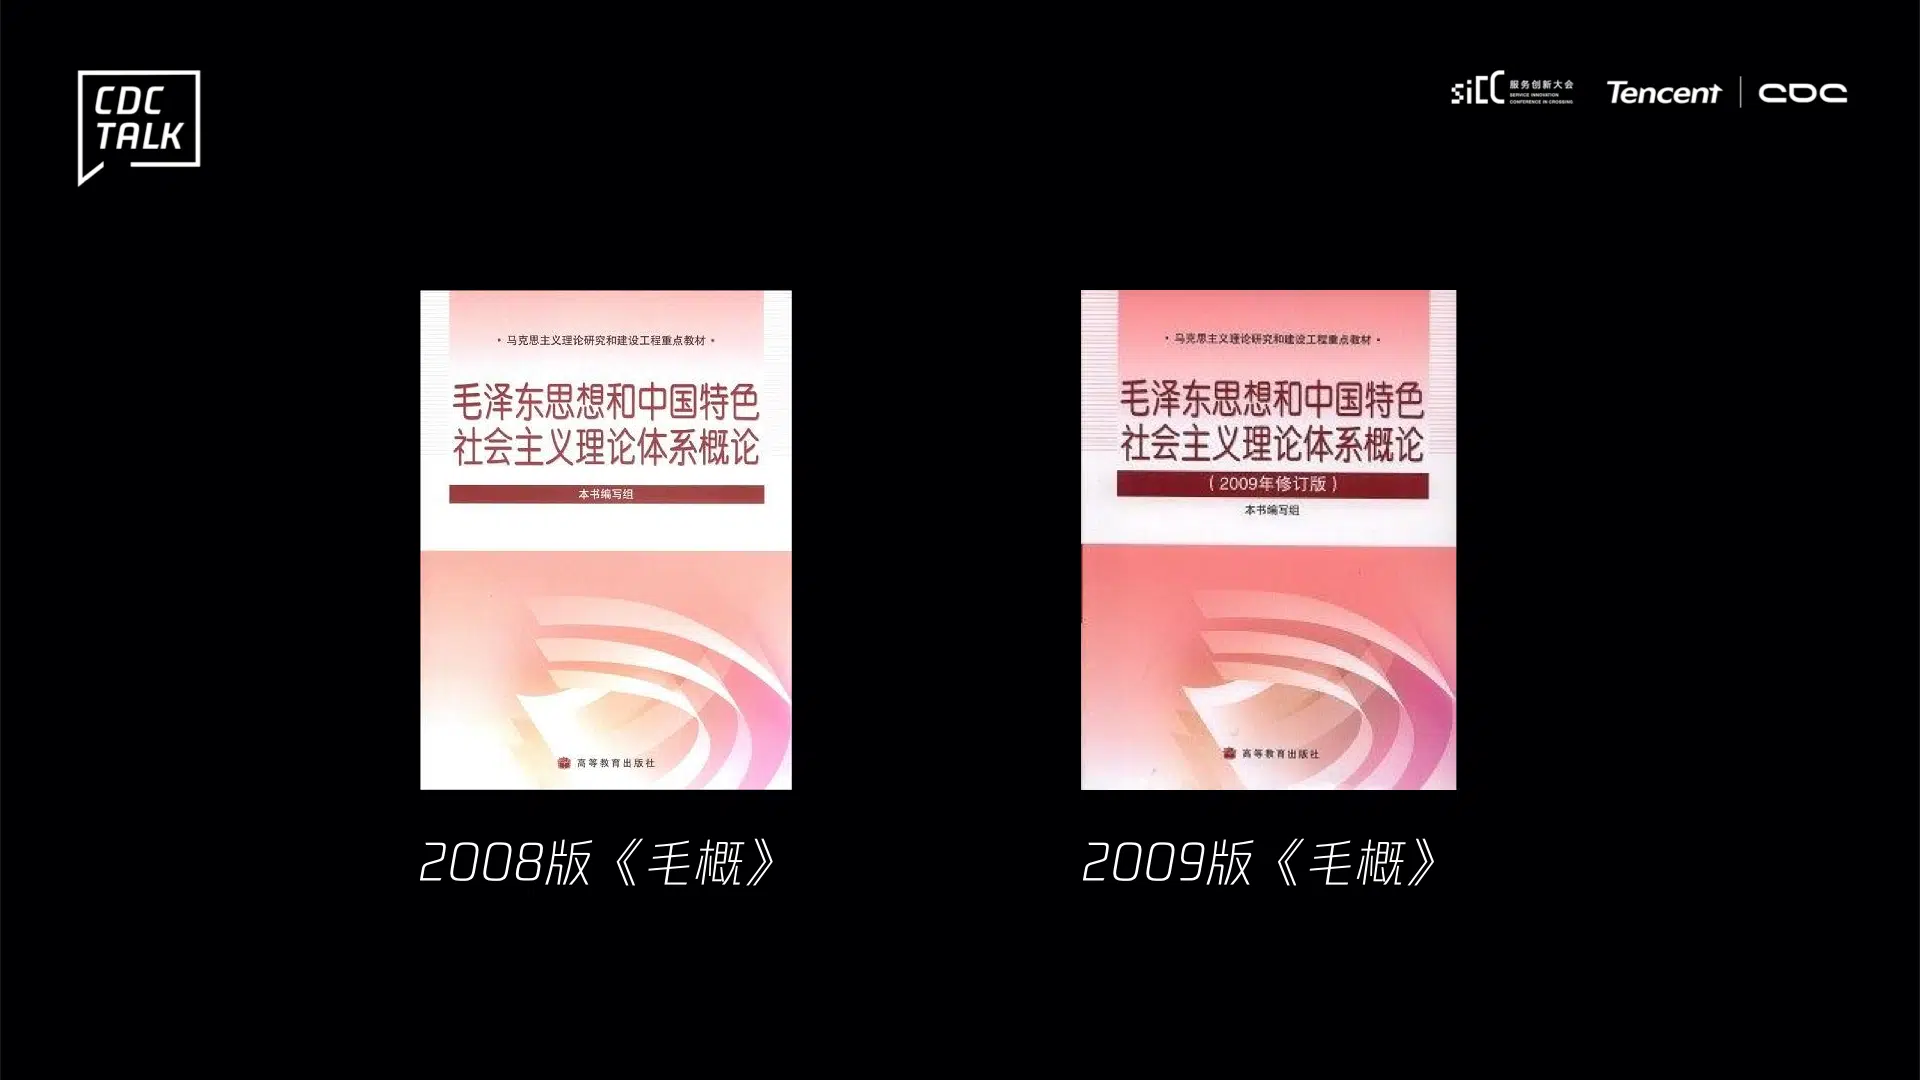 CDC
TALK
SiCC 服务创新大会
SERVICE INNOVATION
CONFERENCE IN CROSSING
Tencent | CDC
• 马克思主义理论研究和建设工程重点教材 •
毛泽东思想和中国特色
社会主义理论体系概论
本书编写组
高等教育出版社
2008版《毛概》
• 马克思主义理论研究和建设工程重点教材 •
毛泽东思想和中国特色
社会主义理论体系概论
（2009年修订版）
本书编写组
高等教育出版社
2009版《毛概》